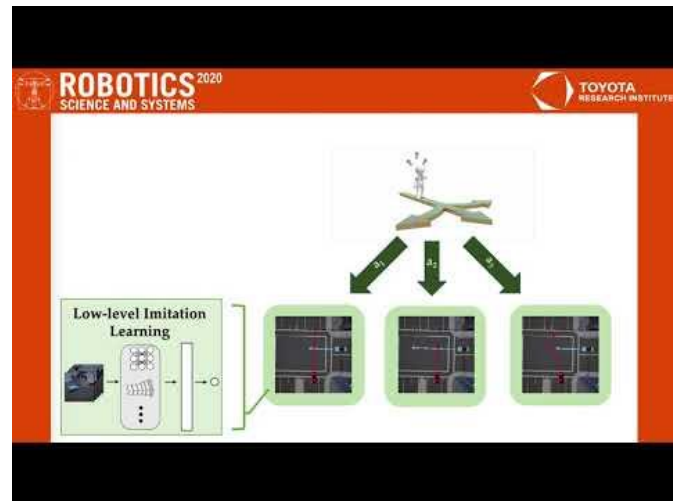 ROBOTICS 2020
SCIENCE AND SYSTEMS
TOYOTA
RESEARCH INSTITUTE
a₁
a₂
a₃
Low-level Imitation
Learning